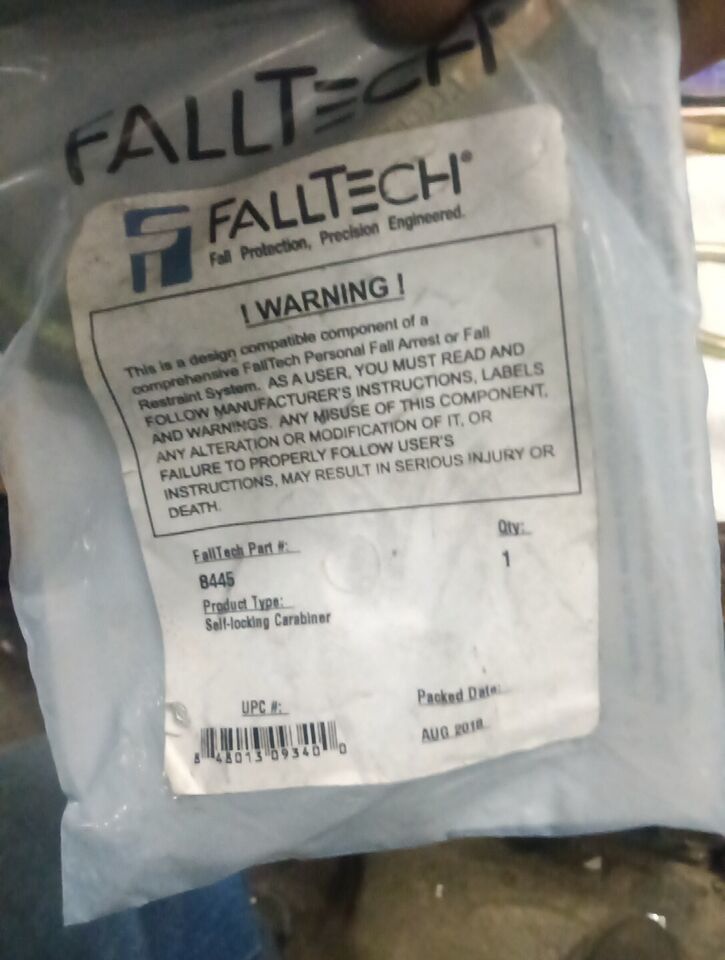 FALLTECH
FALLTECH®
Fall Protection, Precision Engineered.
! WARNING !
This is a design compatible component of a
comprehensive FallTech Personal Fall Arrest or Fall
Restraint System. AS A USER, YOU MUST READ AND
FOLLOW MANUFACTURER'S INSTRUCTIONS, LABELS
AND WARNINGS. ANY MISUSE OF THIS COMPONENT,
ANY ALTERATION OR MODIFICATION OF IT, OR
FAILURE TO PROPERLY FOLLOW USER'S
INSTRUCTIONS, MAY RESULT IN SERIOUS INJURY OR
DEATH.
FallTech Part #:
8445
Qty:
1
Product Type:
Self-locking Carabiner
UPC #:
8 48013 09340 0
Packed Date:
AUG 2018